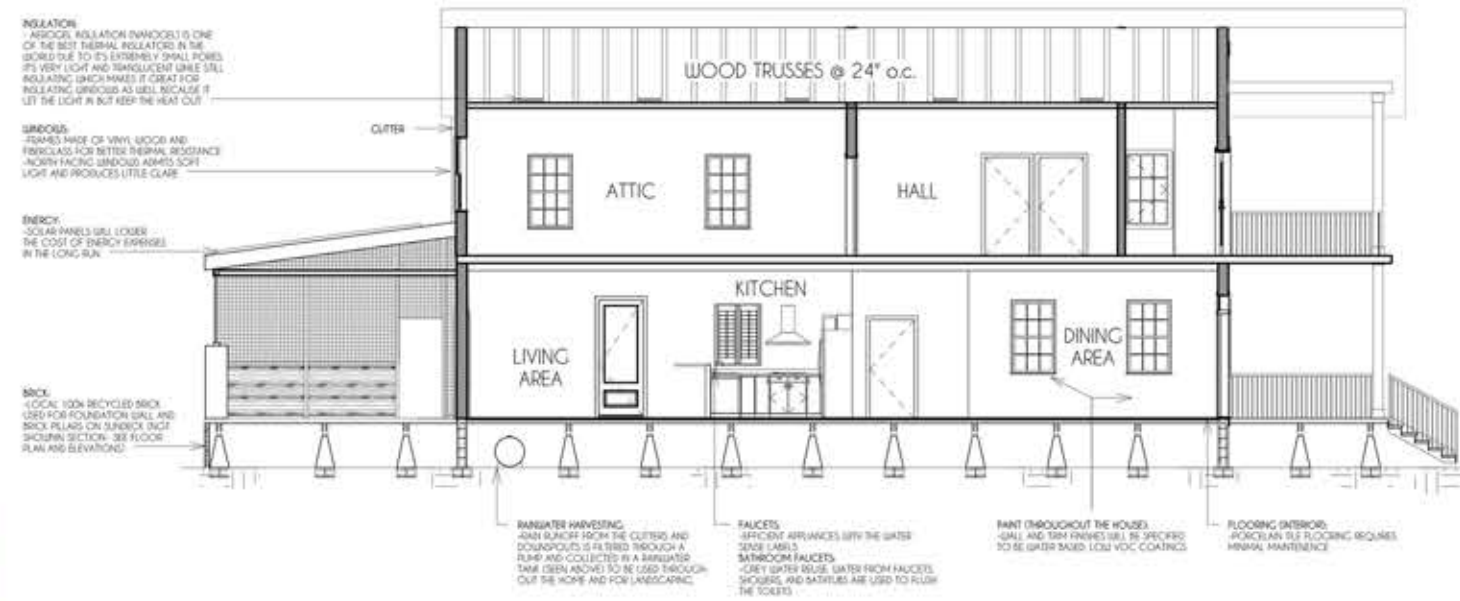 INSULATION:
- AEROGEL INSULATION (NANOGEL) IS ONE
OF THE BEST THERMAL INSULATORS IN THE
WORLD DUE TO IT'S EXTREMELY SMALL PORES.
IT'S VERY LIGHT AND TRANSLUCENT WHILE STILL
INSULATING WHICH MAKES IT GREAT FOR
INSULATING WINDOWS AS WELL BECAUSE IT
LET THE LIGHT IN BUT KEEP THE HEAT OUT
WOOD TRUSSES @ 24" o.c.
WINDOWS:
-FRAMES MADE OF VINYL WOOD AND
FIBERGLASS FOR BETTER THERMAL RESISTANCE
-NORTH FACING WINDOWS ADMITS SOFT
LIGHT AND PRODUCES LITTLE GLARE
GUTTER
ATTIC
HALL
ENERGY:
-SOLAR PANELS WILL LOWER
THE COST OF ENERGY EXPENSES
IN THE LONG RUN
KITCHEN
LIVING
AREA
DINING
AREA
BRICK:
-LOCAL 100% RECYCLED BRICK
USED FOR FOUNDATION WALL AND
BRICK PILLARS ON SUNDECK (NOT
SHOWN SECTION- SEE FLOOR
PLAN AND ELEVATIONS)
RAINWATER HARVESTING:
-RAIN RUNOFF FROM THE GUTTERS AND
DOWNSPOUTS IS FILTERED THROUGH A
PUMP AND COLLECTED IN A RAINWATER
TANK (SEEN ABOVE) TO BE USED THROUGH-
OUT THE HOME AND FOR LANDSCAPING.
FAUCETS:
-EFFICIENT APPLIANCES WITH THE WATER
SENSE LABELS
BATHROOM FAUCETS:
-GREY WATER REUSE. WATER FROM FAUCETS,
SHOWERS, AND BATHTUBS ARE USED TO FLUSH
THE TOILETS
PAINT (THROUGHOUT THE HOUSE):
-WALL AND TRIM FINISHES WILL BE SPECIFIED
TO BE WATER BASED, LOW VOC COATINGS
FLOORING (INTERIOR):
-PORCELAIN TILE FLOORING REQUIRES
MINIMAL MAINTENENCE